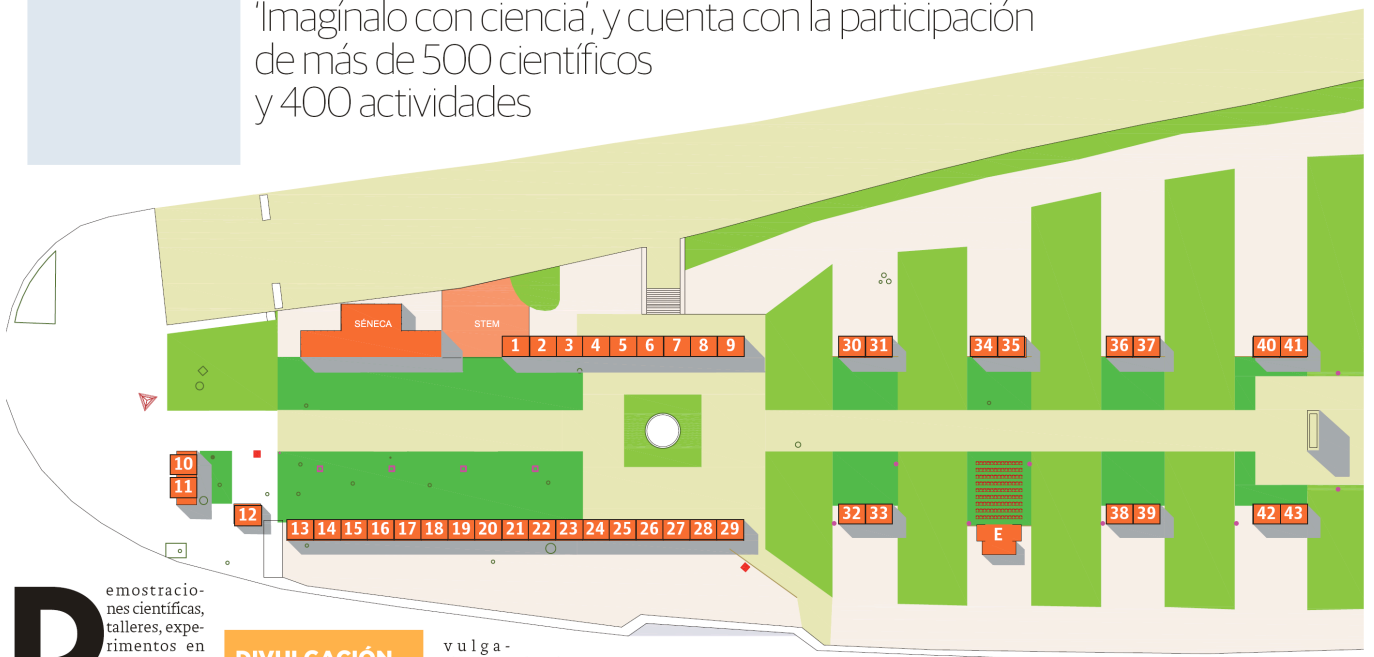 'Imagínalo con ciencia', y cuenta con la participación
de más de 500 científicos
y 400 actividades
SÉNECA
STEM
1 2 3 4 5 6 7 8 9
30 31
34 35
36 37
40 41
10
11
12
13 14 15 16 17 18 19 20 21 22 23 24 25 26 27 28 29
32 33
E
38 39
42 43
Demostracio-
nes científicas,
talleres, expe-
rimentos en
DIVULGACIÓN
vulga-